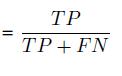 = TP / (TP + FN)